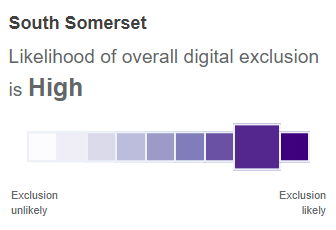 South Somerset
Likelihood of overall digital exclusion
is High
Exclusion
unlikely
Exclusion
likely